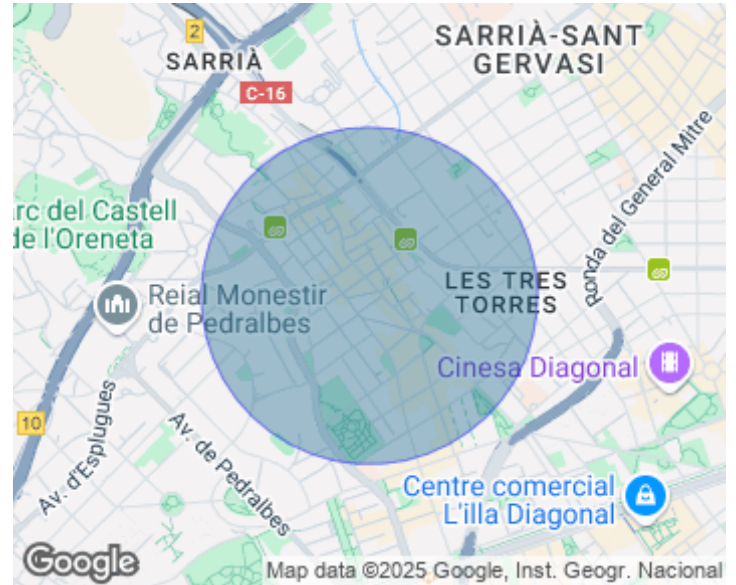 2
SARRIÀ
C-16
SARRIÀ-SANT
GERVASI
Ronda del General Mitre
arc del Castell
de l'Oreneta
Reial Monestir
de Pedralbes
LES TRES
TORRES
Cinesa Diagonal
10
Av. d'Esplugues
Av. de Pedralbes
Centre comercial
L'illa Diagonal
Google
Map data ©2025 Google, Inst. Geogr. Nacional